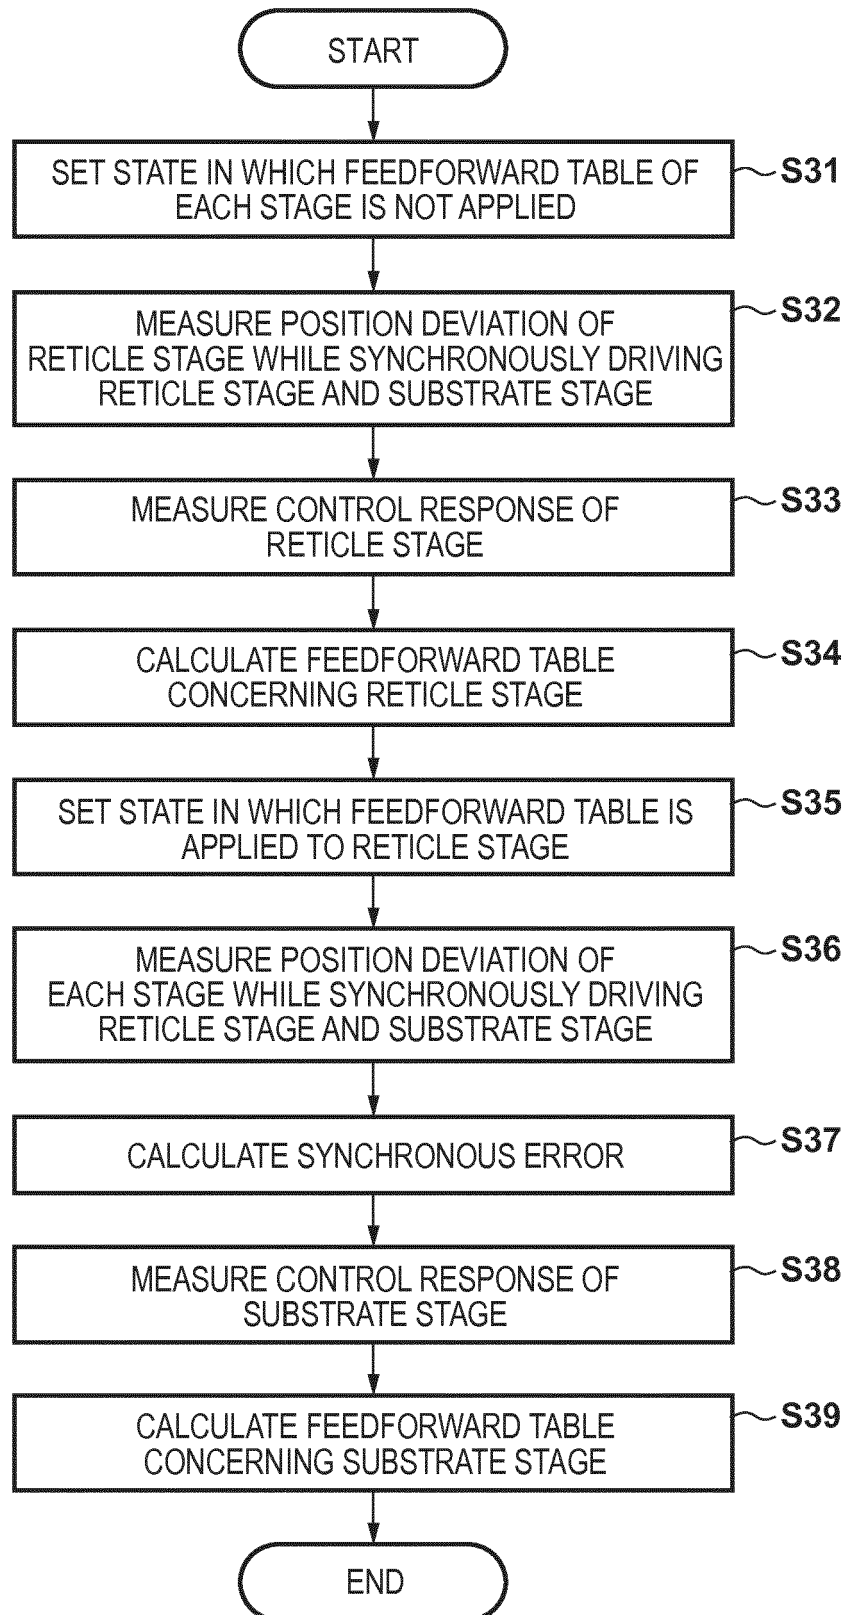 START
SET STATE IN WHICH FEEDFORWARD TABLE OF
EACH STAGE IS NOT APPLIED
S31
MEASURE POSITION DEVIATION OF
RETICLE STAGE WHILE SYNCHRONOUSLY DRIVING
RETICLE STAGE AND SUBSTRATE STAGE
S32
MEASURE CONTROL RESPONSE OF
RETICLE STAGE
S33
CALCULATE FEEDFORWARD TABLE
CONCERNING RETICLE STAGE
S34
SET STATE IN WHICH FEEDFORWARD TABLE IS
APPLIED TO RETICLE STAGE
S35
MEASURE POSITION DEVIATION OF
EACH STAGE WHILE SYNCHRONOUSLY DRIVING
RETICLE STAGE AND SUBSTRATE STAGE
S36
CALCULATE SYNCHRONOUS ERROR
S37
MEASURE CONTROL RESPONSE OF
SUBSTRATE STAGE
S38
CALCULATE FEEDFORWARD TABLE
CONCERNING SUBSTRATE STAGE
S39
END